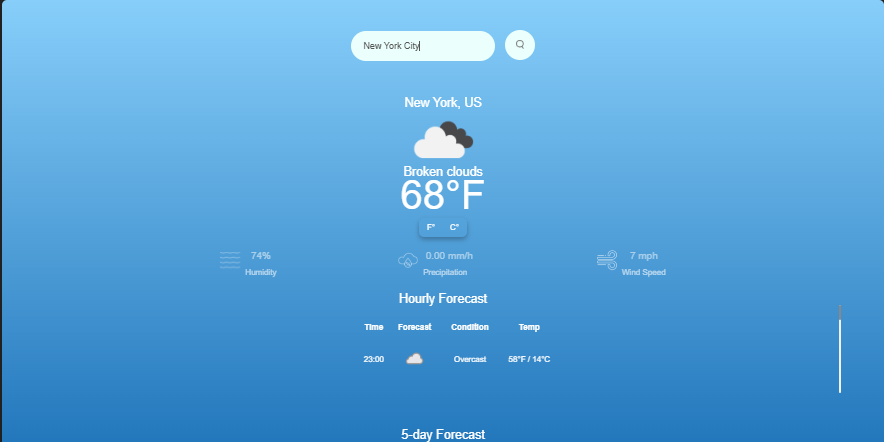 New York City
New York, US
Broken clouds
68°F
F° C°
74% 0.00 mm/h 7 mph
Humidity Precipitation Wind Speed
Hourly Forecast
Time Forecast Condition Temp
23:00 Overcast 58°F / 14°C
5-day Forecast